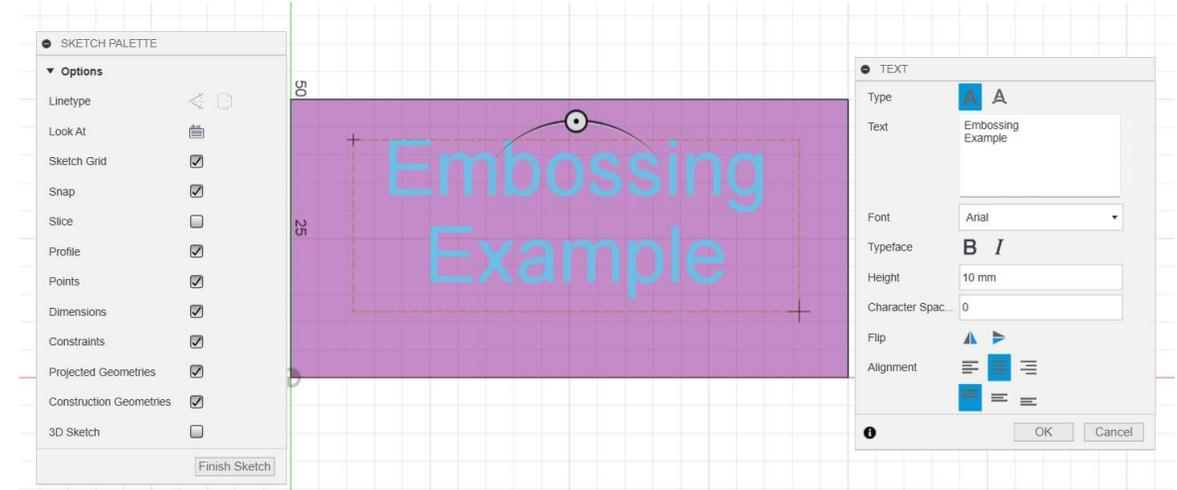 SKETCH PALETTE
Options
Linetype
Look At
Sketch Grid
Snap
Slice
Profile
Points
Dimensions
Constraints
Projected Geometries
Construction Geometries
3D Sketch
Finish Sketch
50
25
Embossing
Example
TEXT
Type
A A
Text
Embossing
Example
Font
Arial
Typeface
B I
Height
10 mm
Character Spac...
0
Flip
Alignment
OK
Cancel